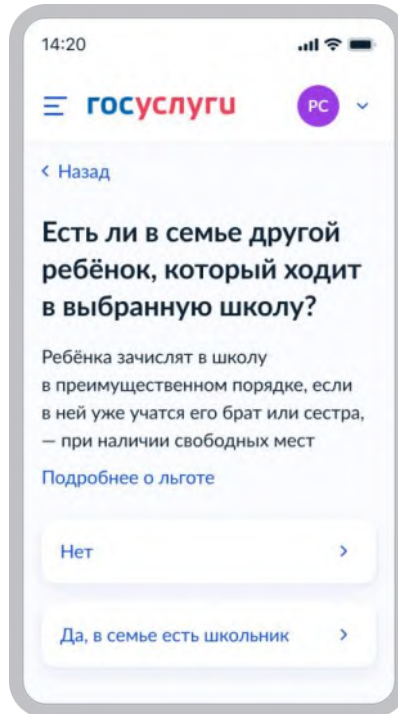 14:20
госуслуги
РС
Назад
Есть ли в семье другой
ребёнок, который ходит
в выбранную школу?
Ребёнка зачислят в школу
в преимущественном порядке, если
в ней уже учатся его брат или сестра,
— при наличии свободных мест
Подробнее о льготе
Нет
Да, в семье есть школьник